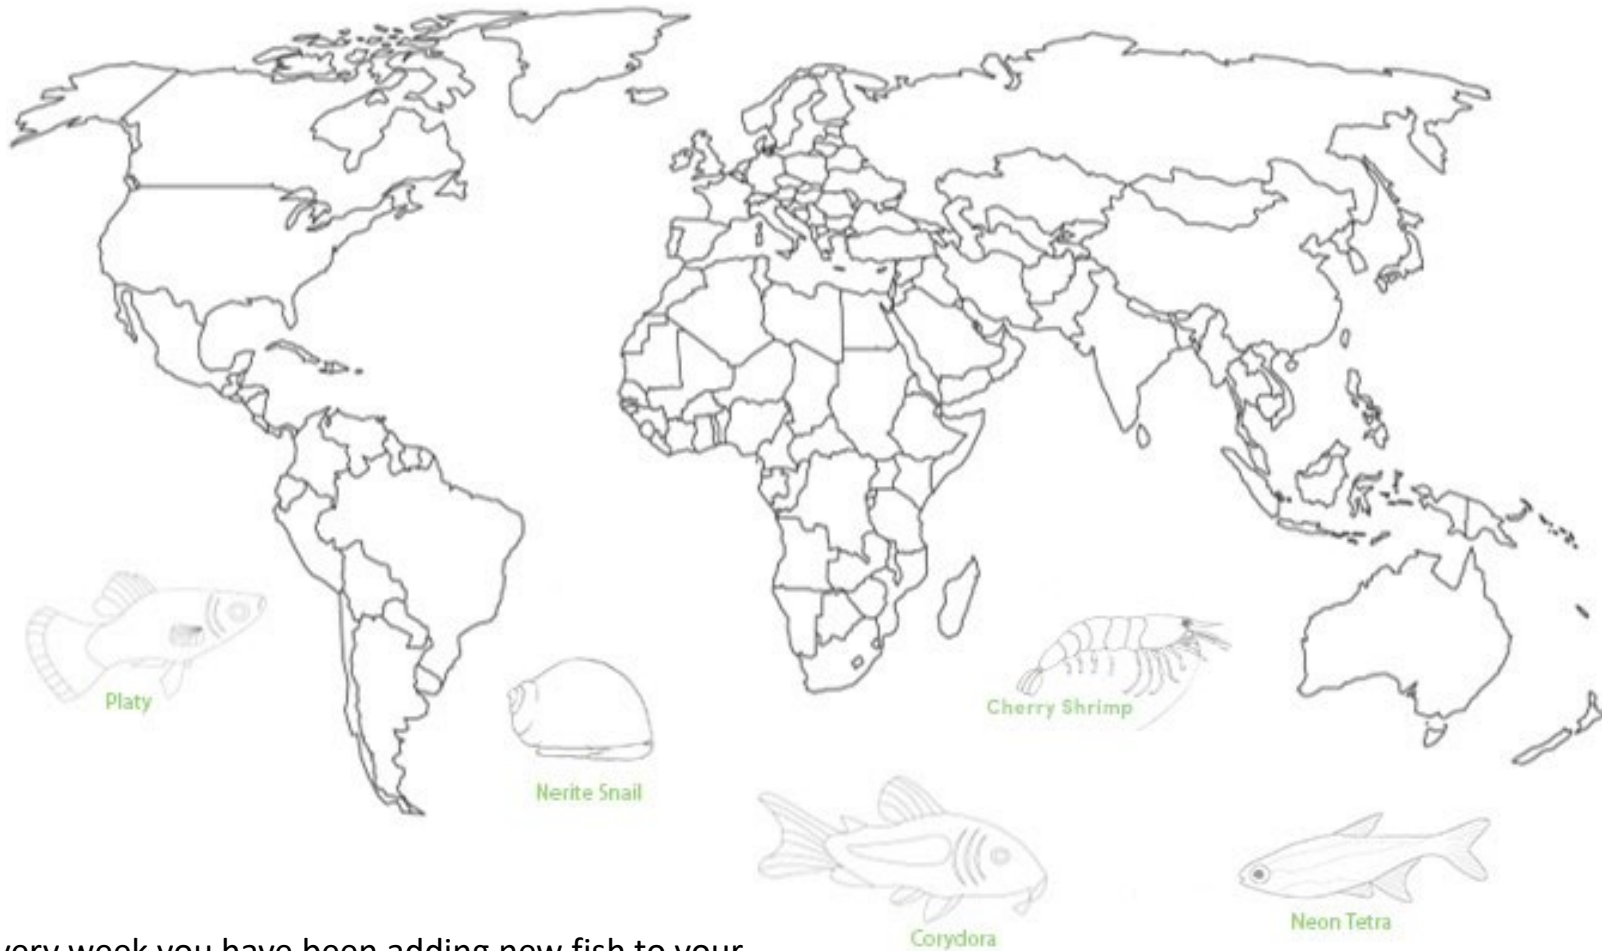 Platy
Nerite Snail
Cherry Shrimp
Corydora
Neon Tetra
very week you have been adding new fish to your